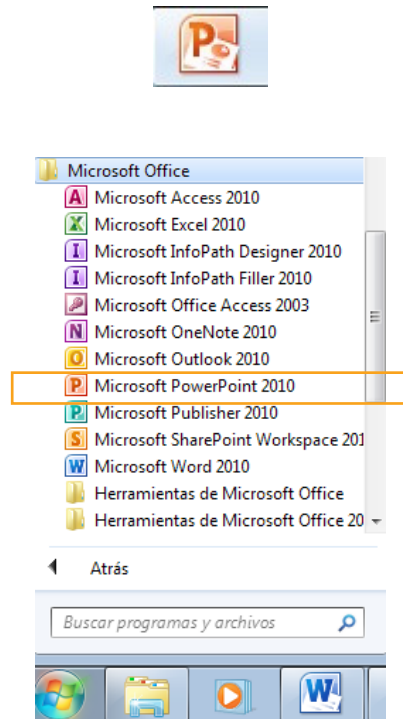 P
Microsoft Office
A Microsoft Access 2010
X Microsoft Excel 2010
I Microsoft InfoPath Designer 2010
I Microsoft InfoPath Filler 2010
Microsoft Office Access 2003
N Microsoft OneNote 2010
O Microsoft Outlook 2010
P Microsoft PowerPoint 2010
P Microsoft Publisher 2010
S Microsoft SharePoint Workspace 201
W Microsoft Word 2010
Herramientas de Microsoft Office
Herramientas de Microsoft Office 20
Atrás
Buscar programas y archivos
W